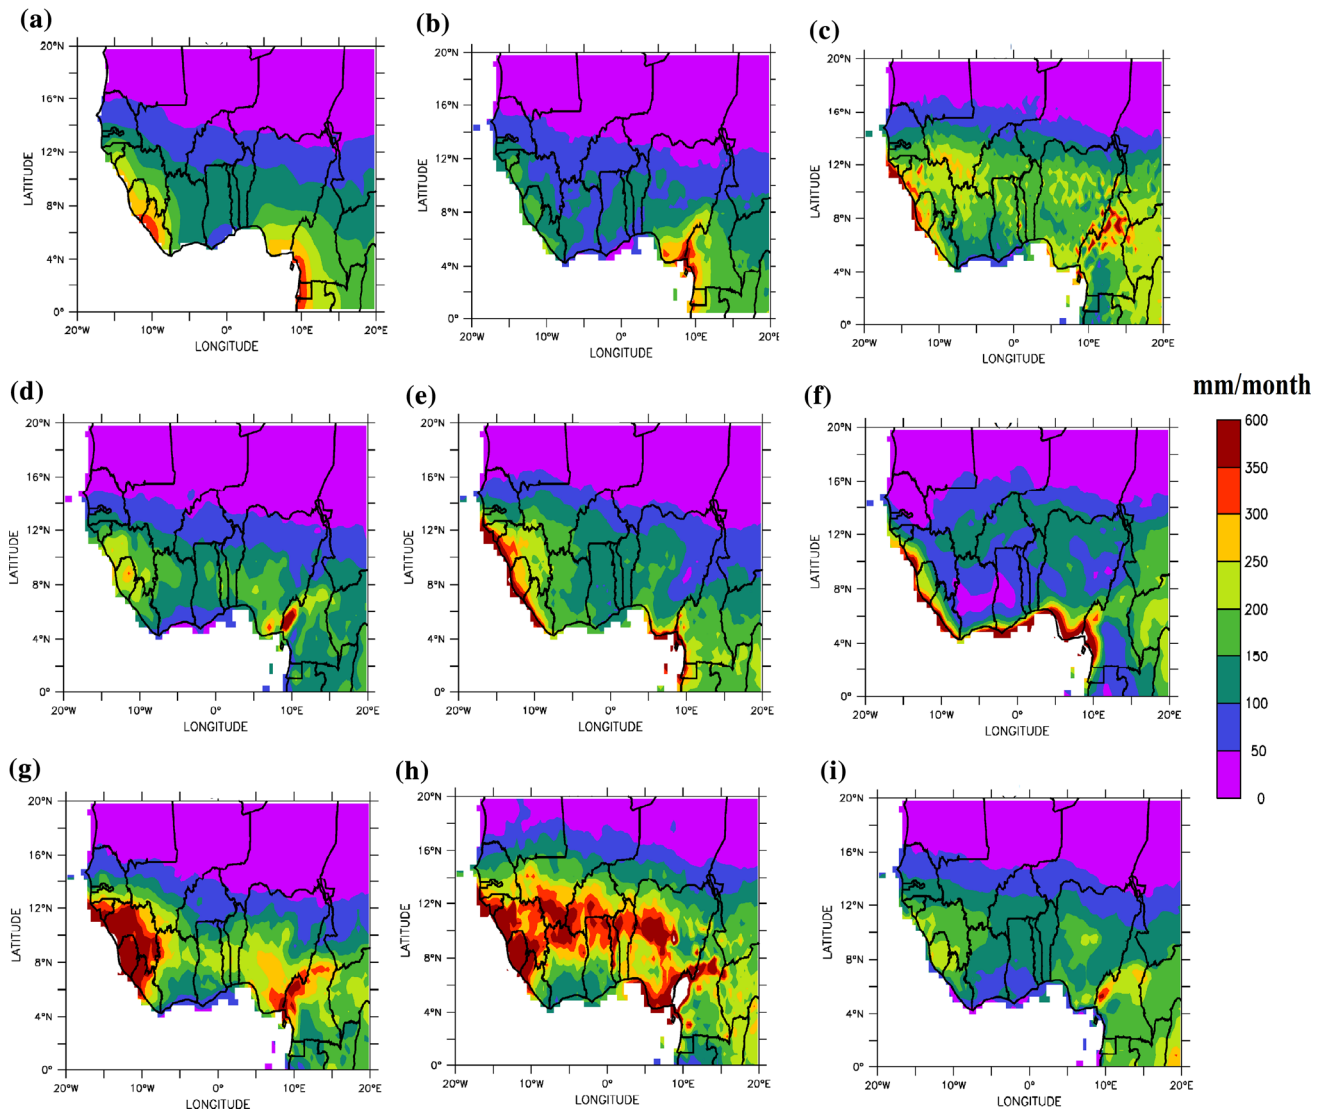 (a)
20°N
16°N
12°N
8°N
4°N
0°
LATITUDE
20°W
10°W
0°
10°E
20°E
LONGITUDE
(b)
20°N
16°N
12°N
8°N
4°N
0°
LATITUDE
20°W
10°W
0°
10°E
20°E
LONGITUDE
(c)
20°N
16°N
12°N
8°N
4°N
0°
LATITUDE
20°W
10°W
0°
10°E
20°E
LONGITUDE
(d)
20°N
16°N
12°N
8°N
4°N
0°
LATITUDE
20°W
10°W
0°
10°E
20°E
LONGITUDE
(e)
20°N
16°N
12°N
8°N
4°N
0°
LATITUDE
20°W
10°W
0°
10°E
20°E
LONGITUDE
(f)
20°N
16°N
12°N
8°N
4°N
0°
LATITUDE
20°W
10°W
0°
10°E
20°E
LONGITUDE
mm/month
600
350
300
250
200
150
100
50
0
(g)
20°N
16°N
12°N
8°N
4°N
0°
LATITUDE
20°W
10°W
0°
10°E
20°E
LONGITUDE
(h)
20°N
16°N
12°N
8°N
4°N
0°
LATITUDE
20°W
10°W
0°
10°E
20°E
LONGITUDE
(i)
20°N
16°N
12°N
8°N
4°N
0°
LATITUDE
20°W
10°W
0°
10°E
20°E
LONGITUDE